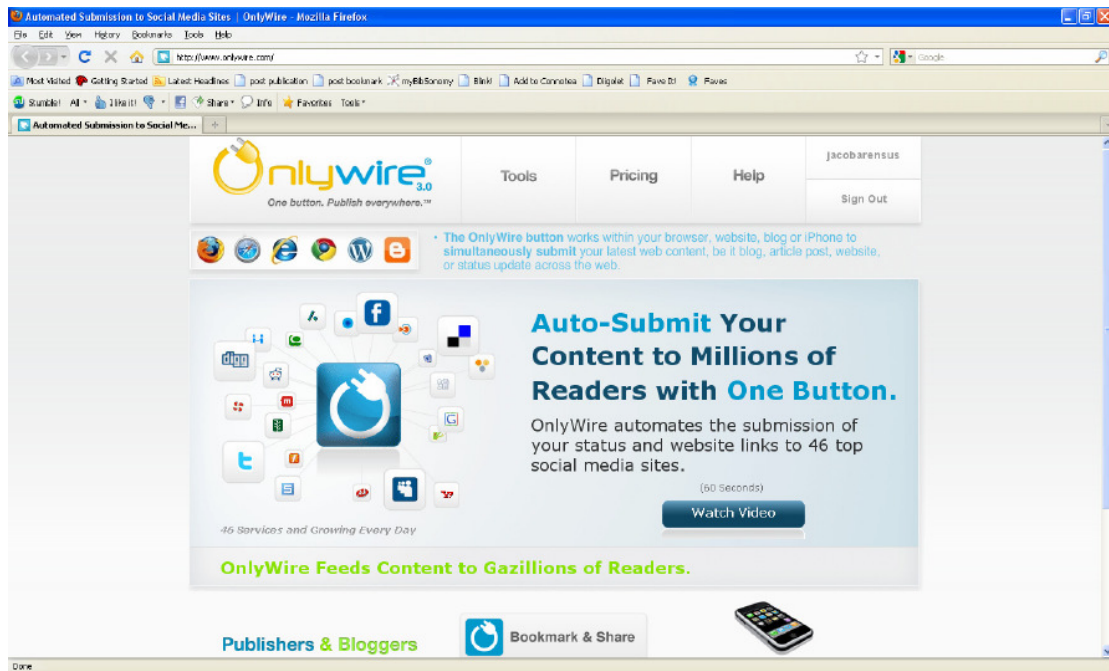 Automated Submission to Social Media Sites | OnlyWire - Mozilla Firefox
File Edit View History Bookmarks Tools Help
http://www.onlywire.com/
Google
Most Visited Getting Started Latest Headlines post publication post bookmark myBibSonomy Blinkl Add to Connotea Diigolet Fave It! Faves
Stumble! All I like it! Share Info Favorites Tools
Automated Submission to Social Me...
Onlywire® 3.0
One button. Publish everywhere.™
Tools
Pricing
Help
jacobarensus
Sign Out
• The OnlyWire button works within your browser, website, blog or iPhone to
simultaneously submit your latest web content, be it blog, article post, website,
or status update across the web.
digg
Auto-Submit Your
Content to Millions of
Readers with One Button.
OnlyWire automates the submission of
your status and website links to 46 top
social media sites.
(60 Seconds)
Watch Video
46 Services and Growing Every Day
OnlyWire Feeds Content to Gazillions of Readers.
Publishers & Bloggers
Bookmark & Share
Done